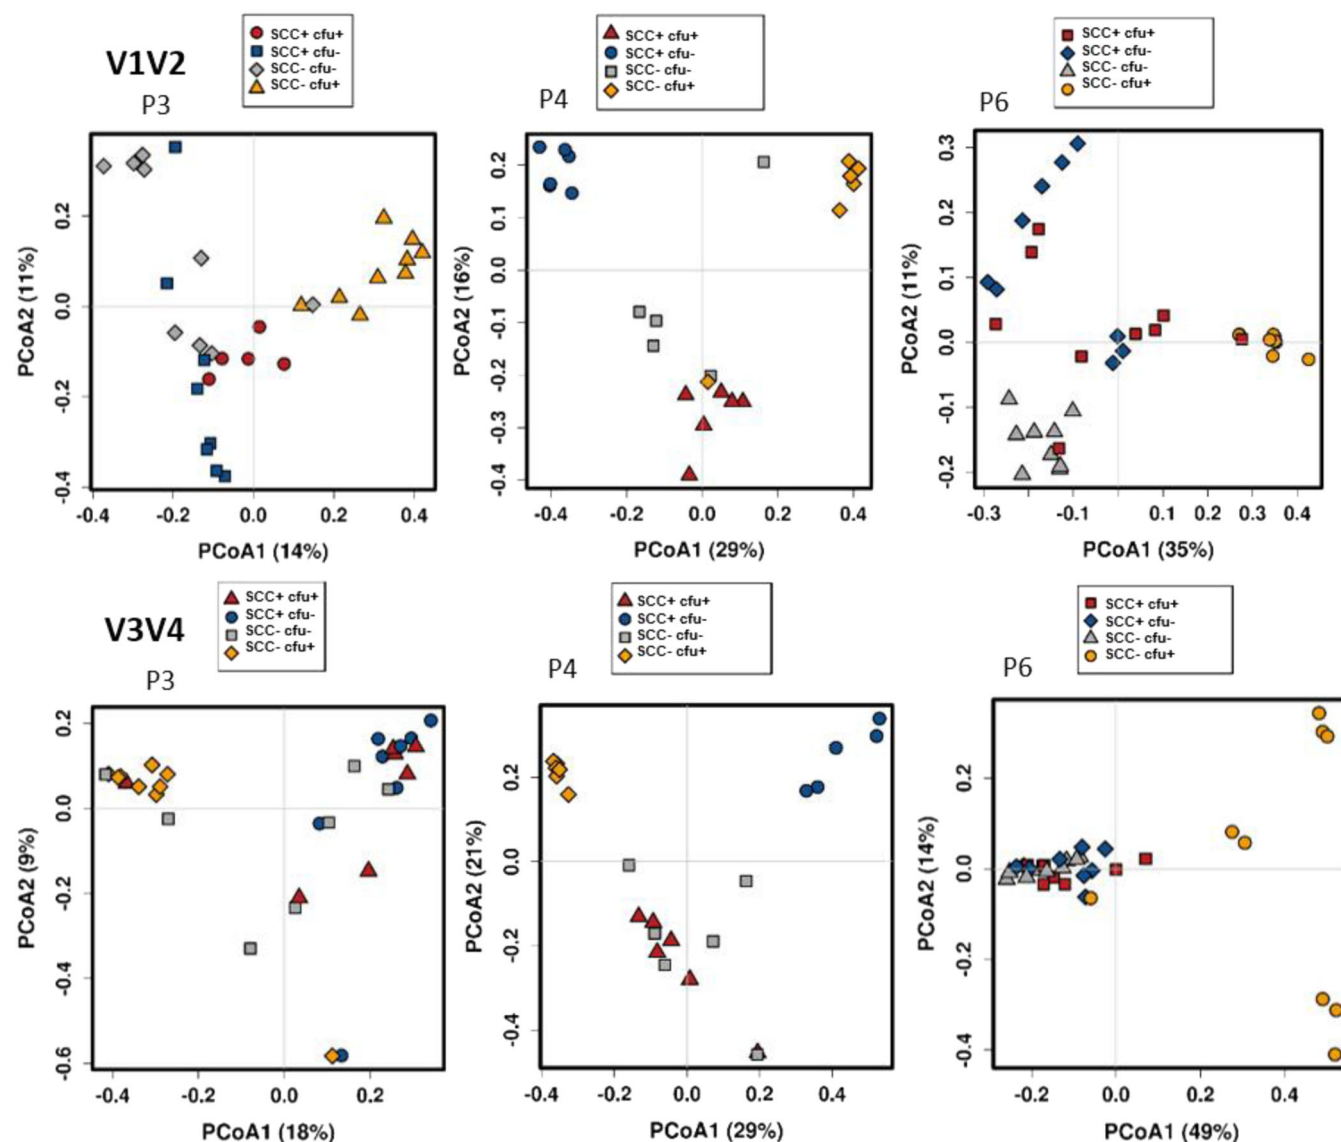 V1V2
P3
SCC+ cfu+
SCC+ cfu-
SCC- cfu-
SCC- cfu+
PCoA2 (11%)
0.2
0.0
-0.2
-0.4
-0.4 -0.2 0.0 0.2 0.4
PCoA1 (14%)
P4
SCC+ cfu+
SCC+ cfu-
SCC- cfu-
SCC- cfu+
PCoA2 (16%)
0.2
0.1
0.0
-0.1
-0.2
-0.3
-0.4
-0.4 -0.2 0.0 0.2 0.4
PCoA1 (29%)
P6
SCC+ cfu+
SCC+ cfu-
SCC- cfu-
SCC- cfu+
PCoA2 (11%)
0.3
0.2
0.1
0.0
-0.1
-0.2
-0.3 -0.1 0.1 0.2 0.3 0.4
PCoA1 (35%)
V3V4
P3
SCC+ cfu+
SCC+ cfu-
SCC- cfu-
SCC- cfu+
PCoA2 (9%)
0.2
0.0
-0.2
-0.4
-0.6
-0.4 -0.2 0.0 0.2
PCoA1 (18%)
P4
SCC+ cfu+
SCC+ cfu-
SCC- cfu-
SCC- cfu+
PCoA2 (21%)
0.2
0.0
-0.2
-0.4
-0.4 -0.2 0.0 0.2 0.4
PCoA1 (29%)
P6
SCC+ cfu+
SCC+ cfu-
SCC- cfu-
SCC- cfu+
PCoA2 (14%)
0.2
0.0
-0.2
-0.4
-0.2 0.0 0.2 0.4
PCoA1 (49%)